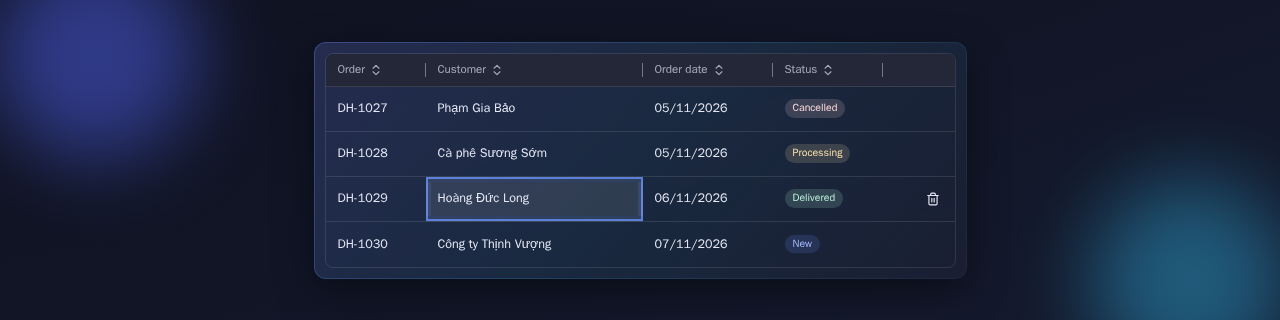 Order Customer Order date Status
DH-1027 Phạm Gia Bảo 05/11/2026 Cancelled
DH-1028 Cà phê Sương Sớm 05/11/2026 Processing
DH-1029 Hoàng Đức Long 06/11/2026 Delivered
DH-1030 Công ty Thịnh Vượng 07/11/2026 New